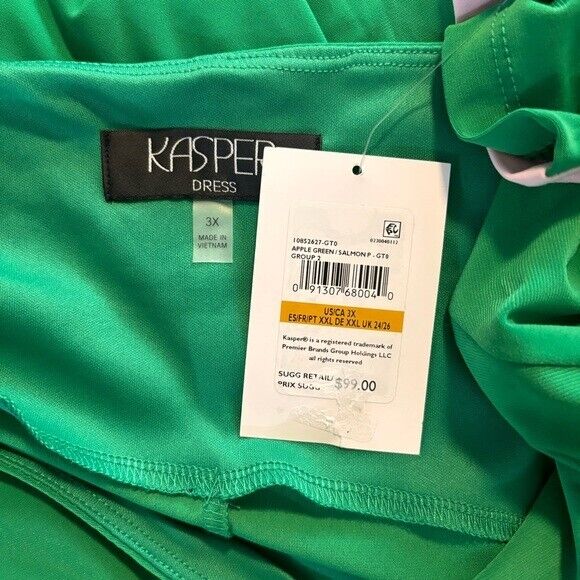 KASPER
DRESS
3X
MADE IN
VIETNAM
10852627-GT0
0230040112
APPLE GREEN / SALMON P - GT0
GROUP 2
0 91307 68004 0
US/CA 3X
ES/FR/PT XXL DE XXL UK 24/26
Kasper® is a registered trademark of
Premier Brands Group Holdings LLC
all rights reserved
SUGG RETAIL/
PRIX SUGG
$99.00